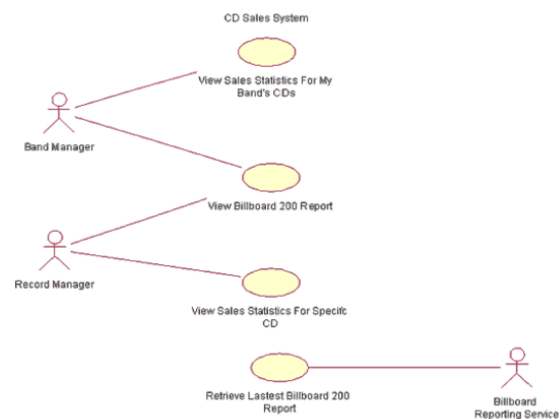 CD Sales System
View Sales Statistics For My
Band's CDs
Band Manager
View Billboard 200 Report
Record Manager
View Sales Statistics For Specifc
CD
Retrieve Lastest Billboard 200
Report
Billboard
Reporting Service